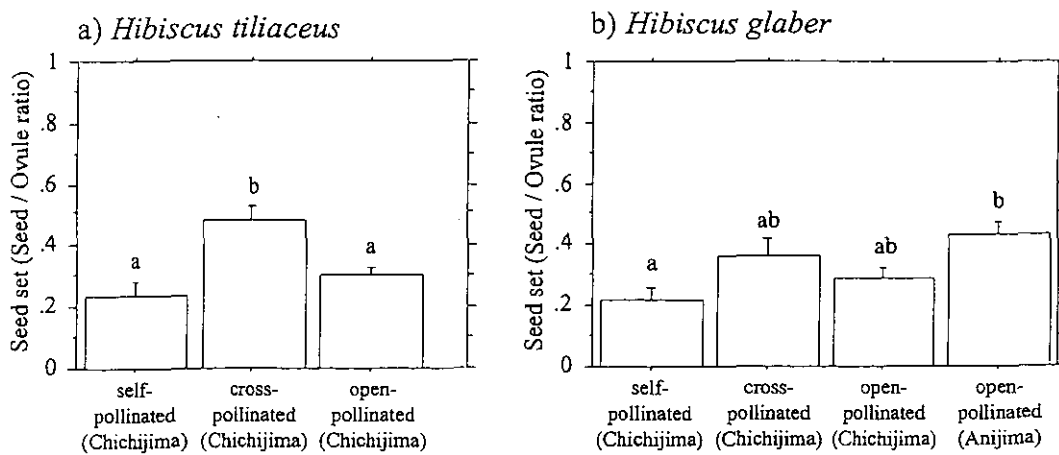 a) Hibiscus tiliaceus
Seed set (Seed / Ovule ratio)
1
.8
.6
.4
.2
0
a
b
a
self-
pollinated
(Chichijima)
cross-
pollinated
(Chichijima)
open-
pollinated
(Chichijima)
b) Hibiscus glaber
Seed set (Seed / Ovule ratio)
1
.8
.6
.4
.2
0
a
ab
ab
b
self-
pollinated
(Chichijima)
cross-
pollinated
(Chichijima)
open-
pollinated
(Chichijima)
open-
pollinated
(Anijima)